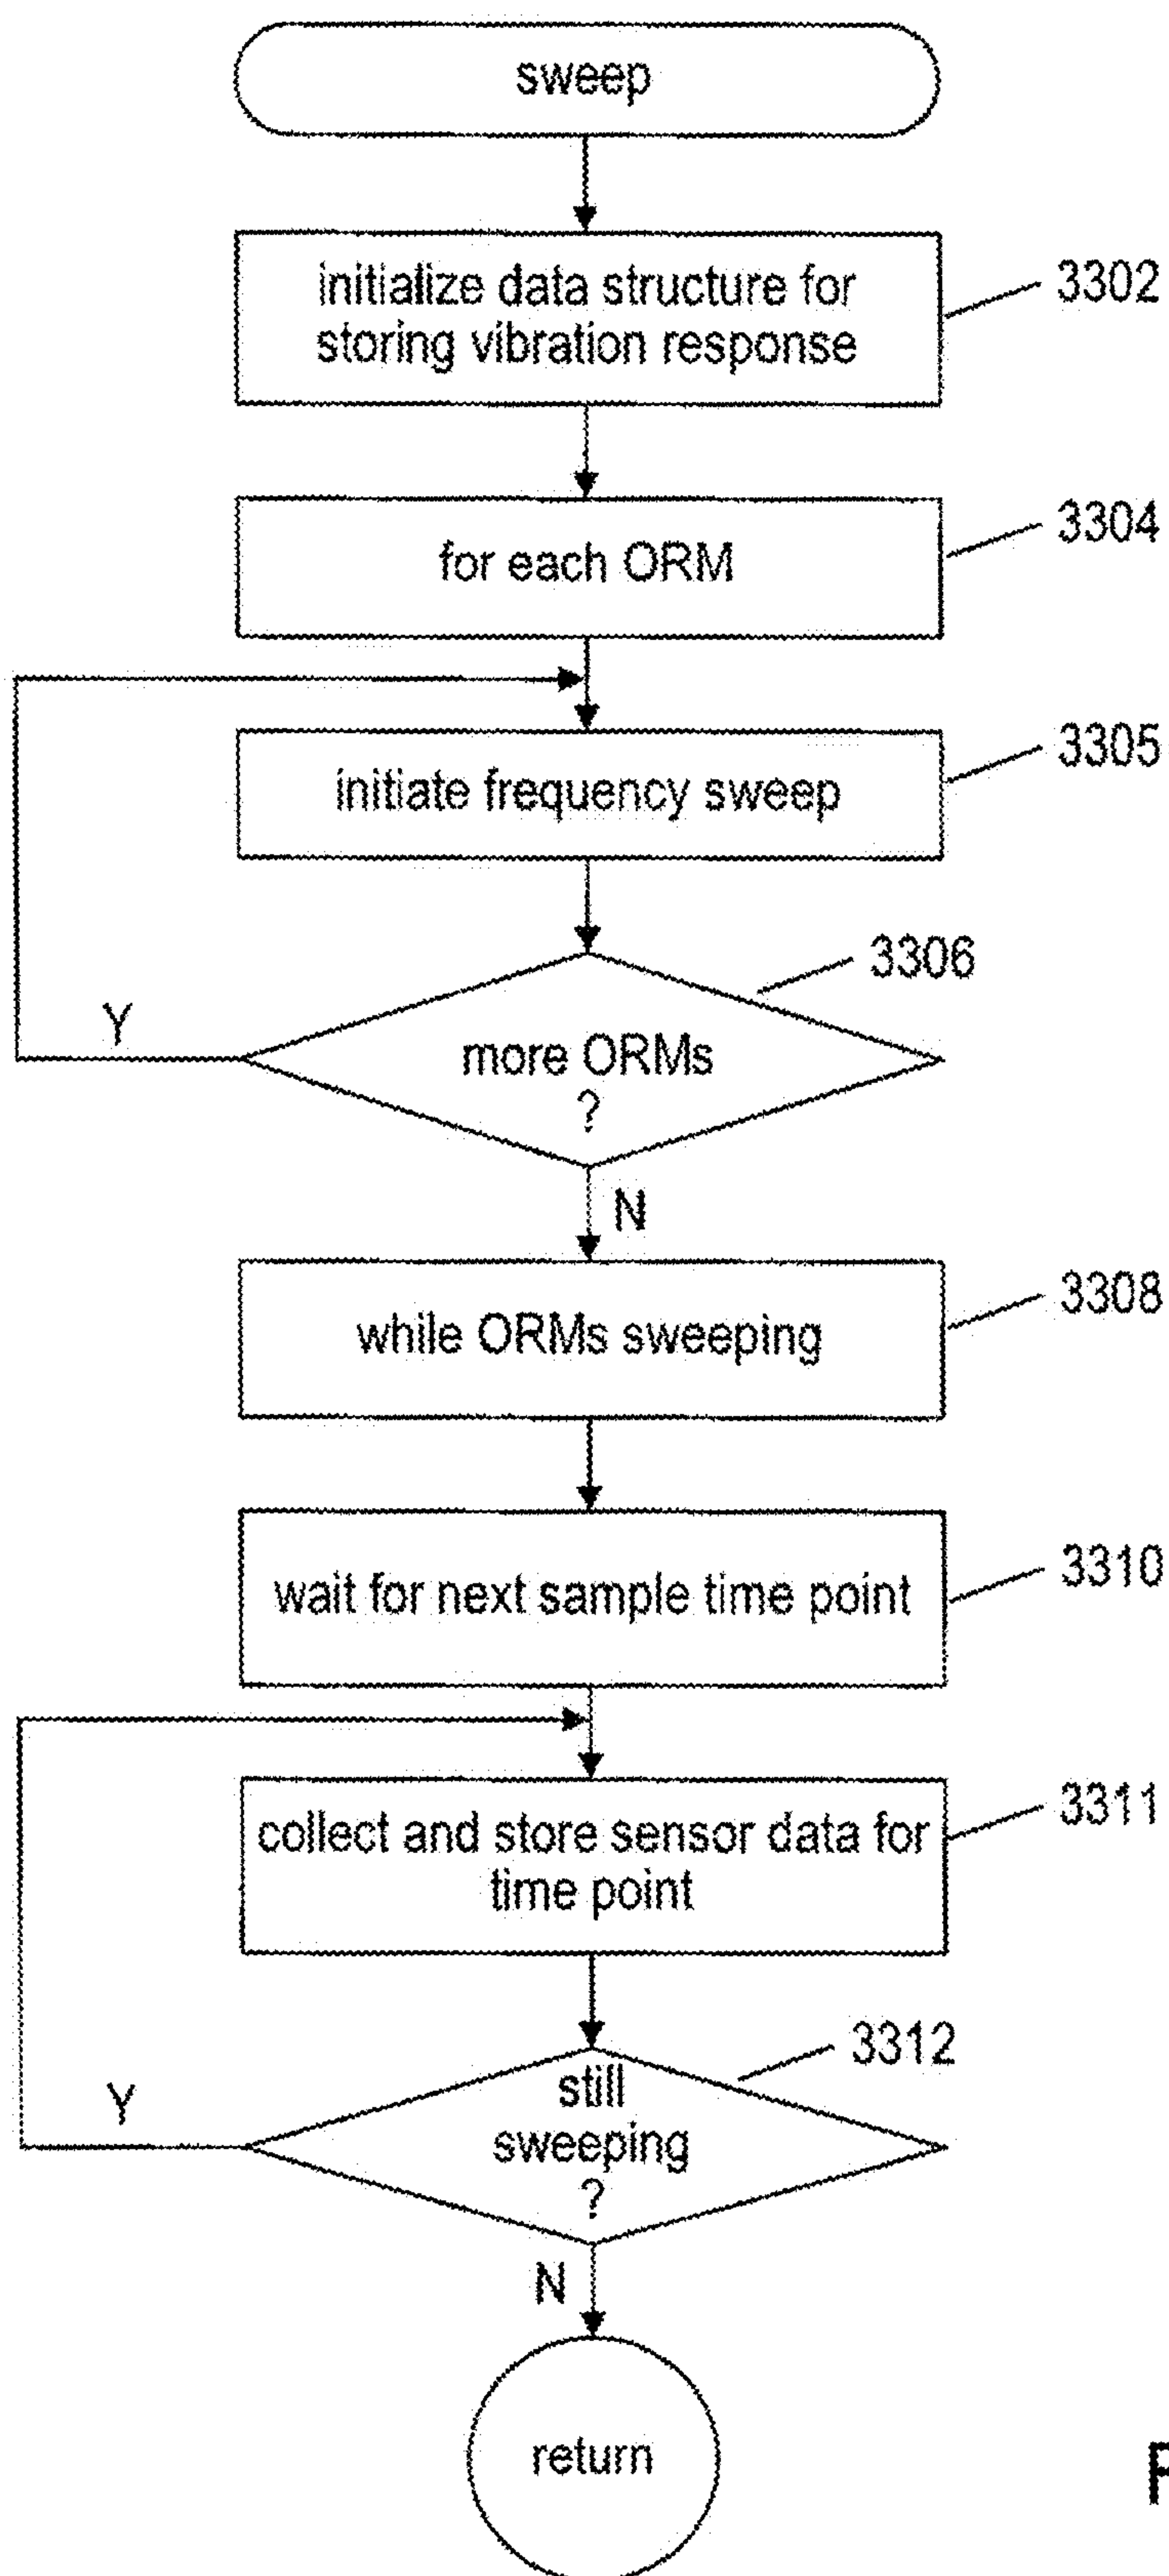 sweep
initialize data structure for
storing vibration response
3302
for each ORM
3304
initiate frequency sweep
3305
3306
more ORMs
?
Y
N
while ORMs sweeping
3308
wait for next sample time point
3310
collect and store sensor data for
time point
3311
3312
still
sweeping
?
Y
N
return